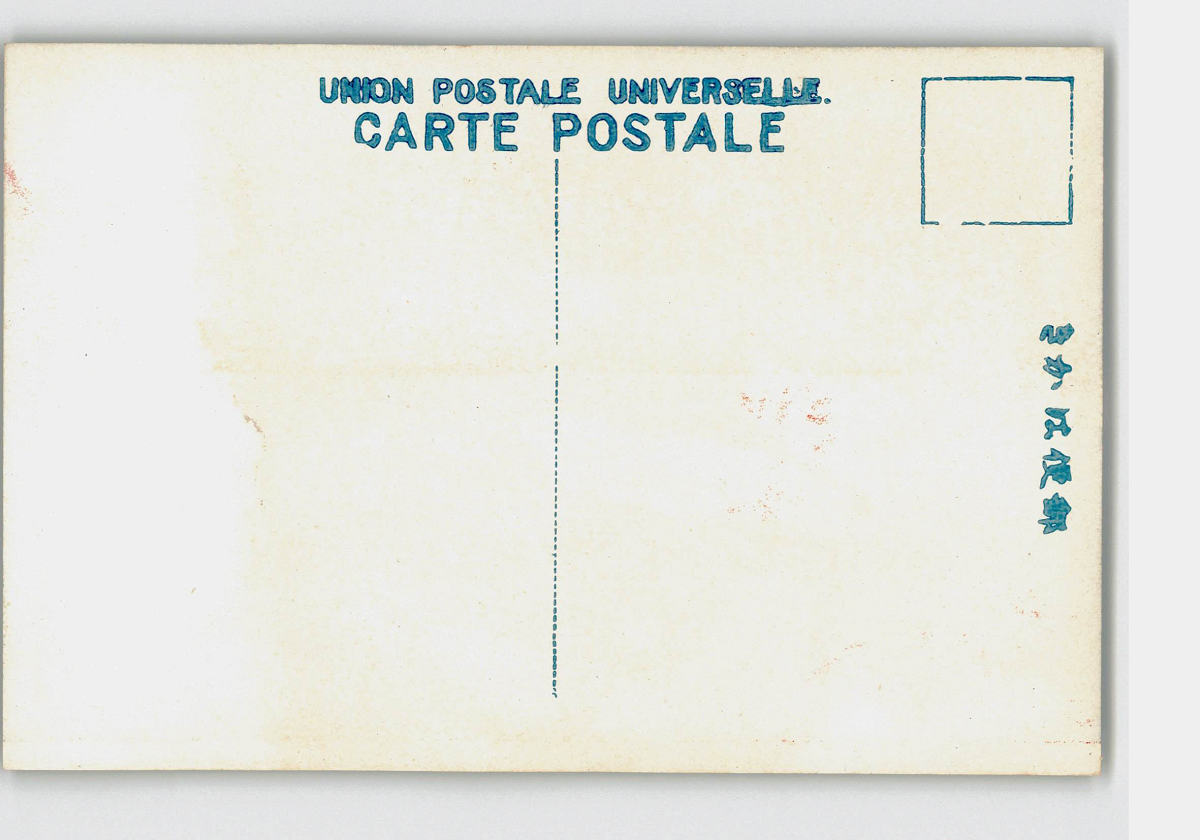 UNION POSTALE UNIVERSELLE.
CARTE POSTALE
郵便はかき